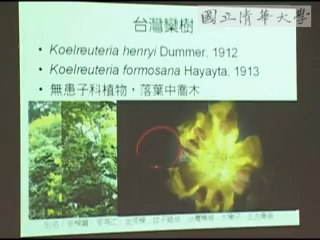 國立清華大學
台灣欒樹
• Koelreuteria henryi Dummer, 1912
• Koelreuteria formosana Hayayta, 1913
• 無患子科植物,落葉中喬木